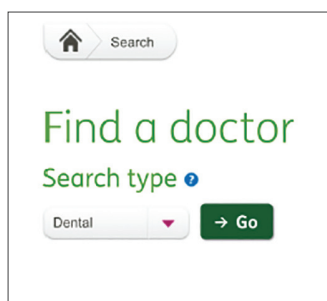 Search
Find a doctor
Search type ?
Dental
→ Go